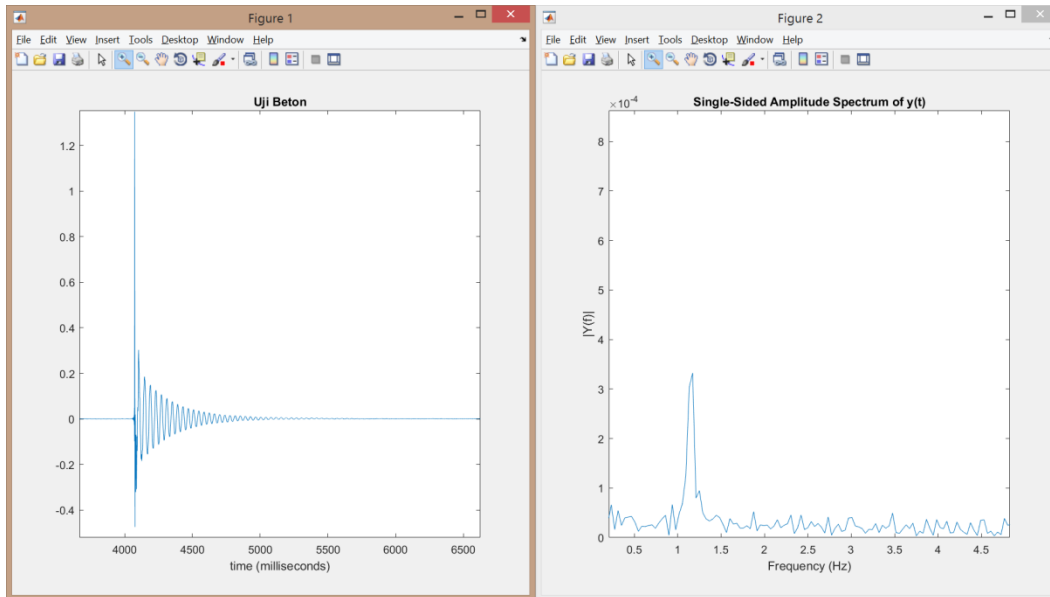 Figure 1
File Edit View Insert Tools Desktop Window Help
Uji Beton
1.2
1
0.8
0.6
0.4
0.2
0
-0.2
-0.4
4000 4500 5000 5500 6000 6500
time (milliseconds)
Figure 2
File Edit View Insert Tools Desktop Window Help
×10-4
Single-Sided Amplitude Spectrum of y(t)
8
7
6
5
4
3
2
1
0
|Y(f)|
0.5 1 1.5 2 2.5 3 3.5 4 4.5
Frequency (Hz)